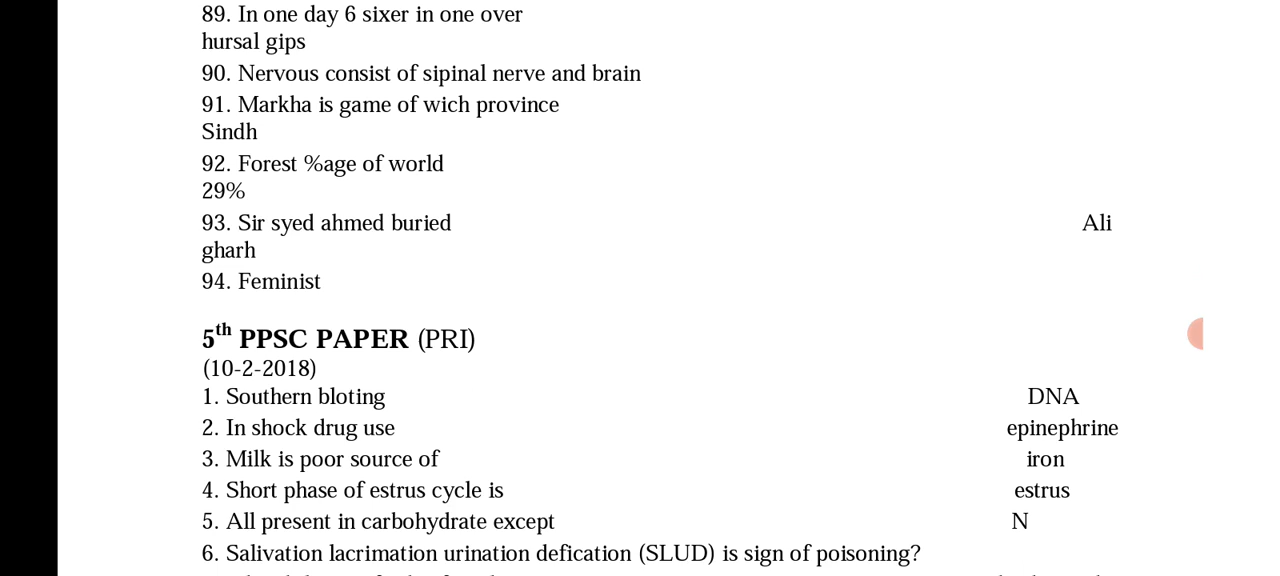 89. In one day 6 sixer in one over
hursal gips
90. Nervous consist of sipinal nerve and brain
91. Markha is game of wich province
Sindh
92. Forest %age of world
29%
93. Sir syed ahmed buried Ali
gharh
94. Feminist
5th PPSC PAPER (PRI)
(10-2-2018)
1. Southern bloting DNA
2. In shock drug use epinephrine
3. Milk is poor source of iron
4. Short phase of estrus cycle is estrus
5. All present in carbohydrate except N
6. Salivation lacrimation urination defication (SLUD) is sign of poisoning?